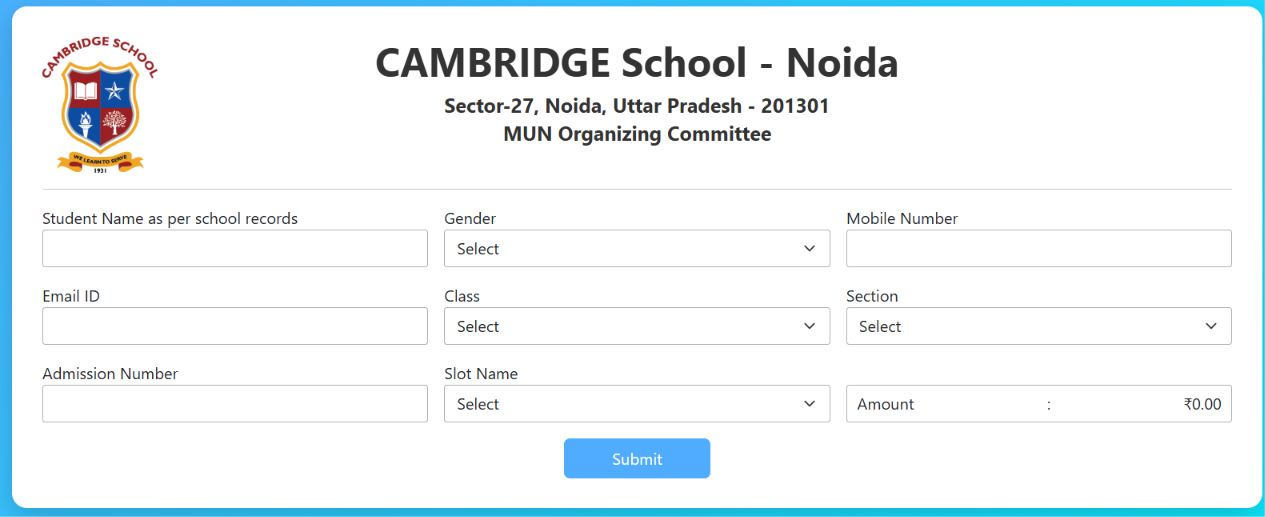 CAMBRIDGE SCHOOL
WE LEARN TO SERVE
1931
CAMBRIDGE School - Noida
Sector-27, Noida, Uttar Pradesh - 201301
MUN Organizing Committee
Student Name as per school records
Gender
Mobile Number
Select
Email ID
Class
Section
Select
Select
Admission Number
Slot Name
Select
Amount : ₹0.00
Submit